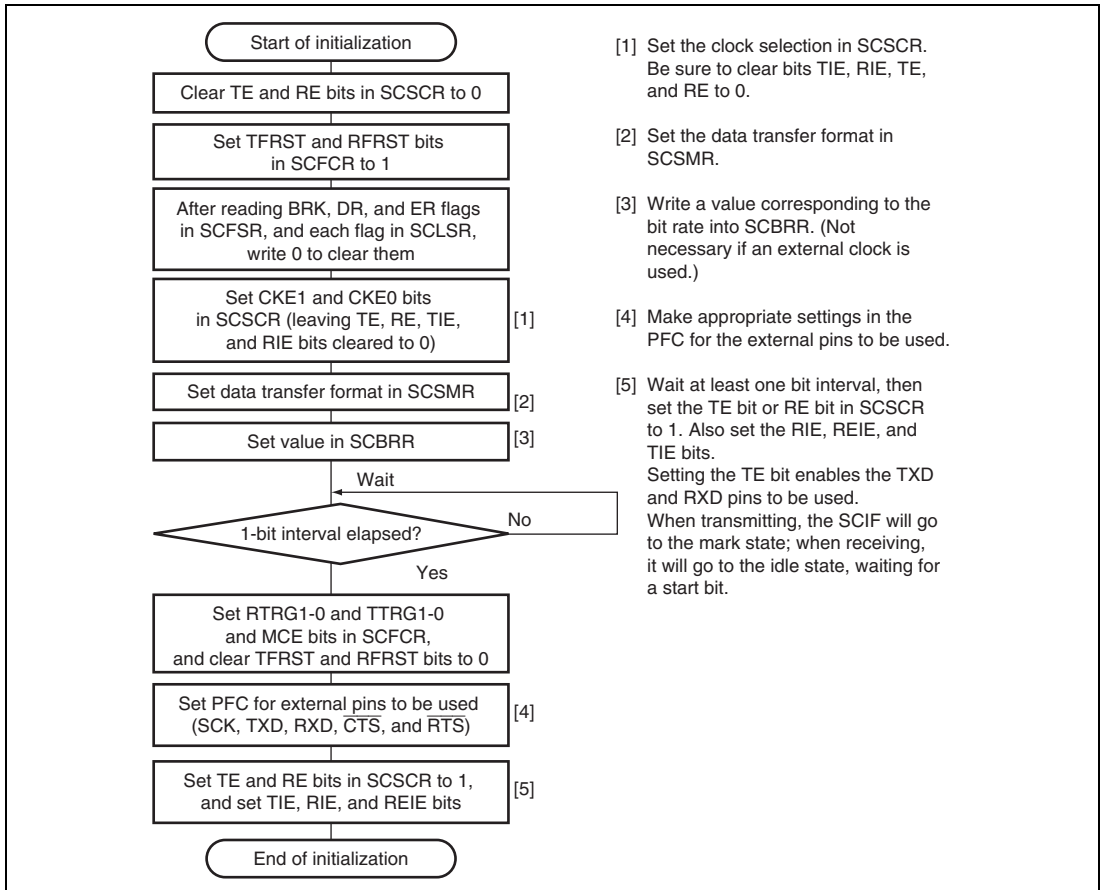 Start of initialization
Clear TE and RE bits in SCSCR to 0
Set TFRST and RFRST bits
in SCFCR to 1
After reading BRK, DR, and ER flags
in SCFSR, and each flag in SCLSR,
write 0 to clear them
Set CKE1 and CKE0 bits
in SCSCR (leaving TE, RE, TIE,
and RIE bits cleared to 0)
[1]
Set data transfer format in SCSMR
[2]
Set value in SCBRR
[3]
Wait
1-bit interval elapsed?
No
Yes
Set RTRG1-0 and TTRG1-0
and MCE bits in SCFCR,
and clear TFRST and RFRST bits to 0
Set PFC for external pins to be used
(SCK, TXD, RXD, CTS, and RTS)
[4]
Set TE and RE bits in SCSCR to 1,
and set TIE, RIE, and REIE bits
[5]
End of initialization
[1] Set the clock selection in SCSCR.
Be sure to clear bits TIE, RIE, TE,
and RE to 0.
[2] Set the data transfer format in
SCSMR.
[3] Write a value corresponding to the
bit rate into SCBRR. (Not
necessary if an external clock is
used.)
[4] Make appropriate settings in the
PFC for the external pins to be used.
[5] Wait at least one bit interval, then
set the TE bit or RE bit in SCSCR
to 1. Also set the RIE, REIE, and
TIE bits.
Setting the TE bit enables the TXD
and RXD pins to be used.
When transmitting, the SCIF will go
to the mark state; when receiving,
it will go to the idle state, waiting for
a start bit.